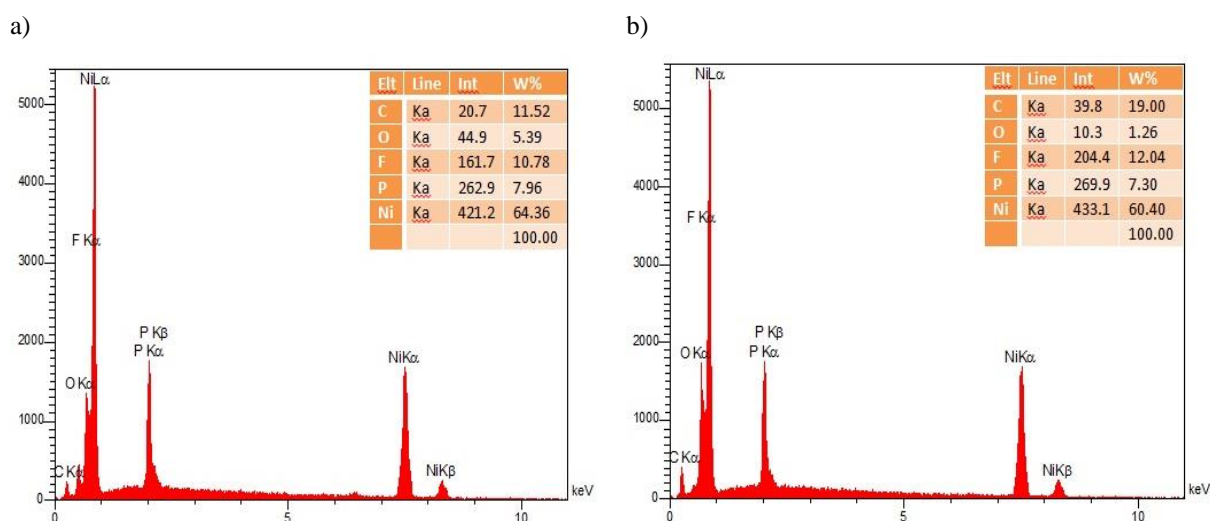 a)
NiLα
5000
4000
3000
2000
1000
0
F Kα
O Kα
C Kα
P Kβ
P Kα
NiKα
NiKβ
keV
0 5 10
Elt Line Int W%
C Ka 20.7 11.52
O Ka 44.9 5.39
F Ka 161.7 10.78
P Ka 262.9 7.96
Ni Ka 421.2 64.36
100.00
b)
NiLα
5000
4000
3000
2000
1000
0
F Kα
O Kα
C Kα
P Kβ
P Kα
NiKα
NiKβ
keV
0 5 10
Elt Line Int W%
C Ka 39.8 19.00
O Ka 10.3 1.26
F Ka 204.4 12.04
P Ka 269.9 7.30
Ni Ka 433.1 60.40
100.00